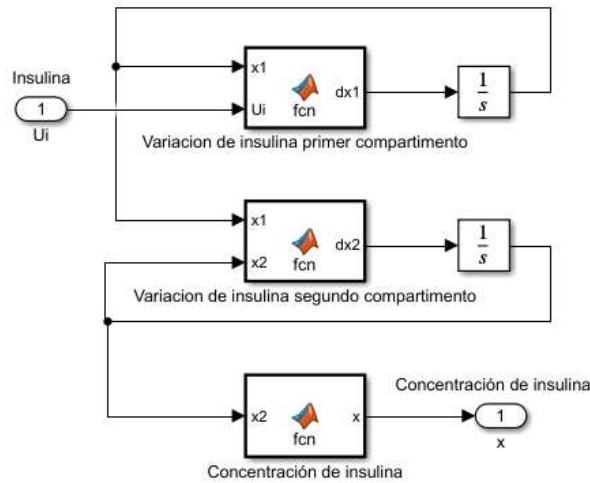 Insulina
1
Ui
x1
Ui
fcn
dx1
1
s
Variacion de insulina primer compartimento
x1
x2
fcn
dx2
1
s
Variacion de insulina segundo compartimento
x2
fcn
x
Concentración de insulina
Concentración de insulina
1
x